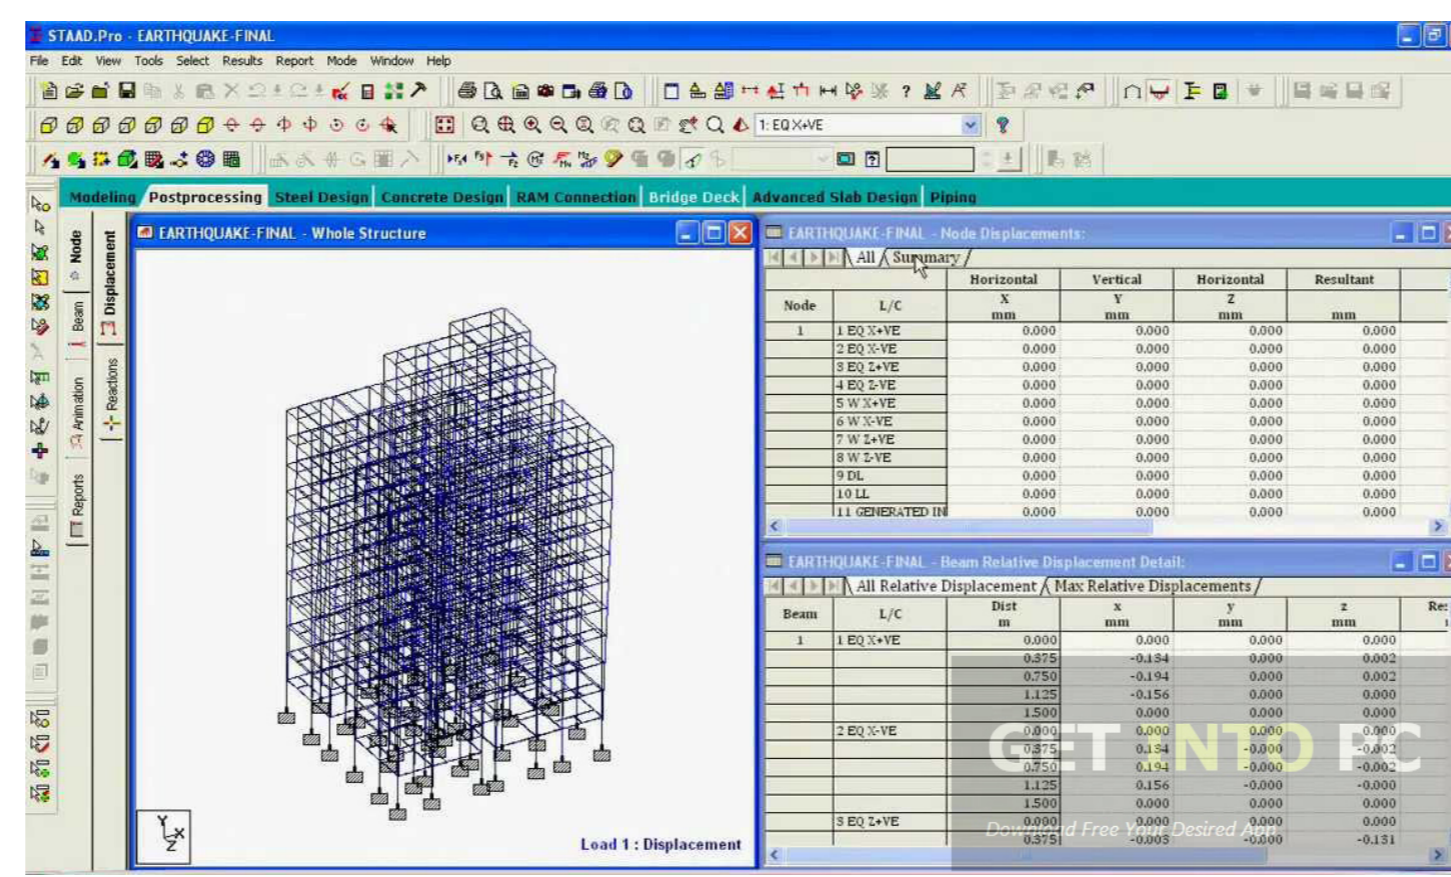 STAAD.Pro - EARTHQUAKE-FINAL
File Edit View Tools Select Results Report Mode Window Help
1: EQ X+VE
Modeling Postprocessing Steel Design Concrete Design RAM Connection Bridge Deck Advanced Slab Design Piping
Node
Beam
Animation
Reports
Displacement
Reactions
EARTHQUAKE-FINAL - Whole Structure
Y
X
Z
Load 1 : Displacement
EARTHQUAKE-FINAL - Node Displacements:
All Summary
Horizontal Vertical Horizontal Resultant
Node L/C X mm Y mm Z mm mm
1 1 EQ X+VE 0.000 0.000 0.000 0.000
2 EQ X-VE 0.000 0.000 0.000 0.000
3 EQ Z+VE 0.000 0.000 0.000 0.000
4 EQ Z-VE 0.000 0.000 0.000 0.000
5 W X+VE 0.000 0.000 0.000 0.000
6 W X-VE 0.000 0.000 0.000 0.000
7 W Z+VE 0.000 0.000 0.000 0.000
8 W Z-VE 0.000 0.000 0.000 0.000
9 DL 0.000 0.000 0.000 0.000
10 LL 0.000 0.000 0.000 0.000
11 GENERATED IN 0.000 0.000 0.000 0.000
EARTHQUAKE-FINAL - Beam Relative Displacement Detail:
All Relative Displacement Max Relative Displacements
Beam L/C Dist m x mm y mm z mm
1 1 EQ X+VE 0.000 0.000 0.000 0.000
0.375 -0.134 0.000 0.002
0.750 -0.194 0.000 0.002
1.125 -0.156 0.000 0.000
1.500 0.000 0.000 0.000
2 EQ X-VE 0.000 0.000 0.000 0.000
0.375 0.134 -0.000 -0.002
0.750 0.194 -0.000 -0.002
1.125 0.156 -0.000 -0.000
1.500 0.000 0.000 0.000
3 EQ Z+VE 0.000 0.000 0.000 0.000
0.375 -0.003 -0.000 -0.131
GET INTO PC
Download Free Your Desired App